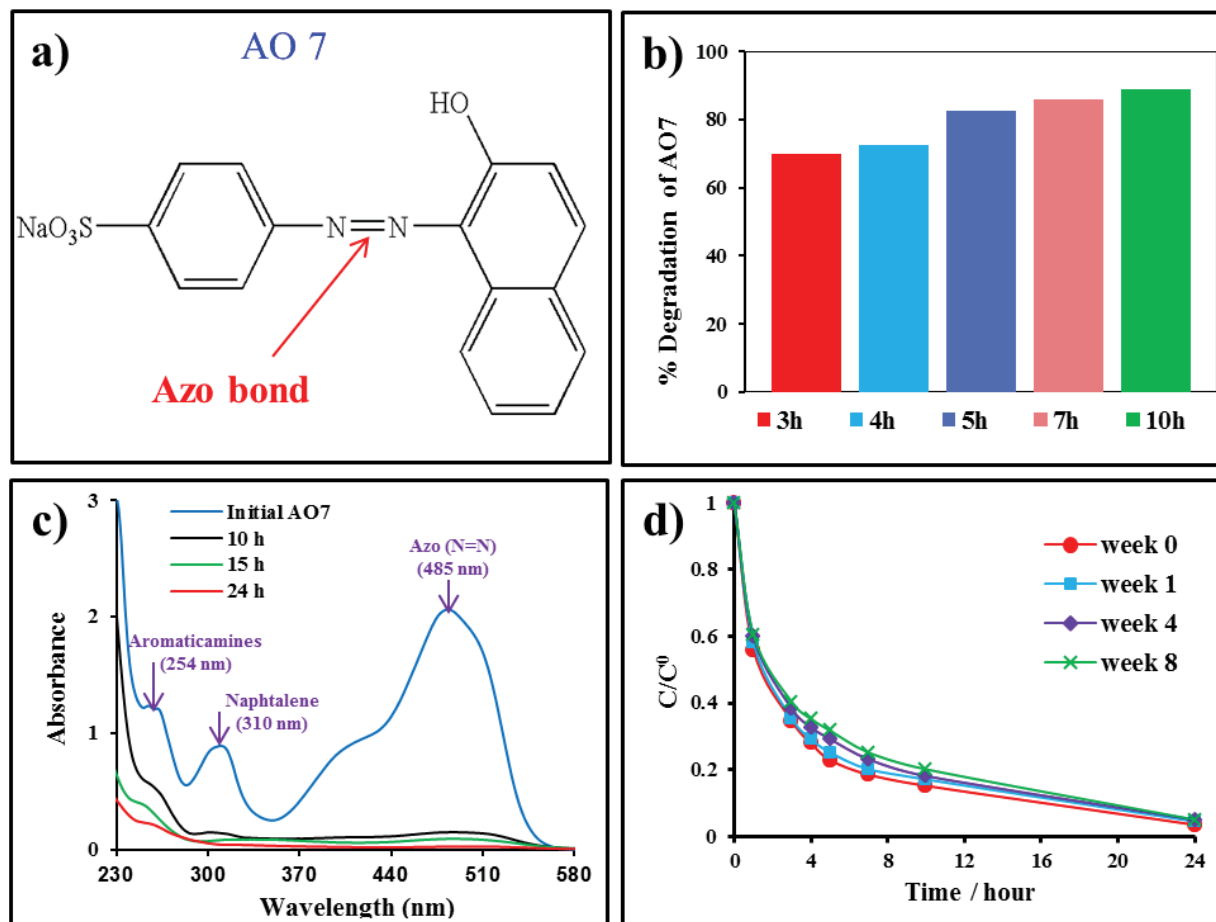 a)
AO 7
HO
NaO3S
N
N
Azo bond
b)
% Degradation of AO7
100
80
60
40
20
0
3h
4h
5h
7h
10h
c)
Absorbance
3
2
1
0
Initial AO7
10 h
15 h
24 h
Aromaticamines
(254 nm)
Naphtalene
(310 nm)
Azo (N=N)
(485 nm)
230
300
370
440
510
580
Wavelength (nm)
d)
C/C⁰
1
0.8
0.6
0.4
0.2
0
week 0
week 1
week 4
week 8
0
4
8
12
16
20
24
Time / hour